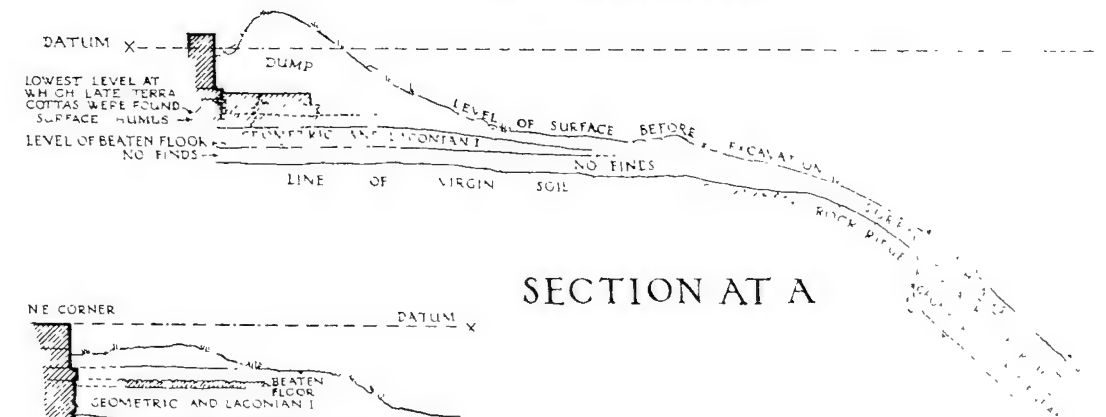 DATUM X
DUMP
LOWEST LEVEL AT
WHICH LATE TERRA
COTTAS WERE FOUND
SURFACE HUMUS
LEVEL OF SURFACE BEFORE EXCAVATION
LEVEL OF BEATEN FLOOR
GEOMETRIC AND LACONIAN I
NO FINDS
NO FINDS
LINE OF VIRGIN SOIL
ROCK RIDGE
SECTION AT A
N E CORNER
DATUM X
BEATEN
FLOOR
GEOMETRIC AND LACONIAN I